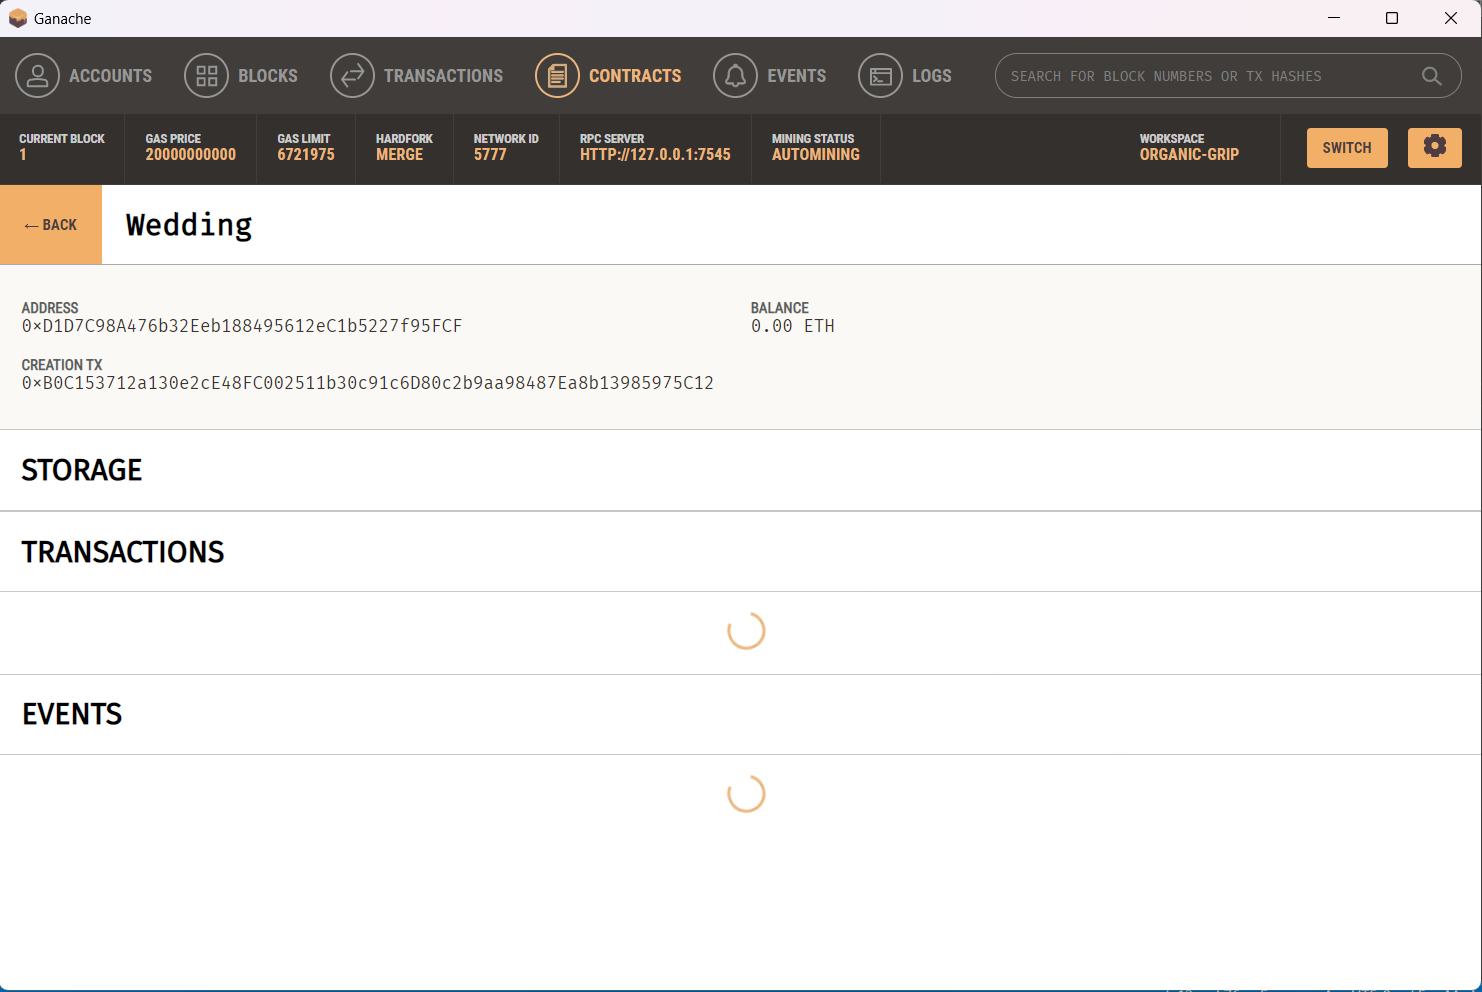 Ganache
ACCOUNTS
BLOCKS
TRANSACTIONS
CONTRACTS
EVENTS
LOGS
SEARCH FOR BLOCK NUMBERS OR TX HASHES
CURRENT BLOCK
1
GAS PRICE
20000000000
GAS LIMIT
6721975
HARDFORK
MERGE
NETWORK ID
5777
RPC SERVER
HTTP://127.0.0.1:7545
MINING STATUS
AUTOMINING
WORKSPACE
ORGANIC-GRIP
SWITCH
← BACK
Wedding
ADDRESS
0×D1D7C98A476b32Eeb188495612eC1b5227f95FCF
BALANCE
0.00 ETH
CREATION TX
0×B0C153712a130e2cE48FC002511b30c91c6D80c2b9aa98487Ea8b13985975C12
STORAGE
TRANSACTIONS
EVENTS